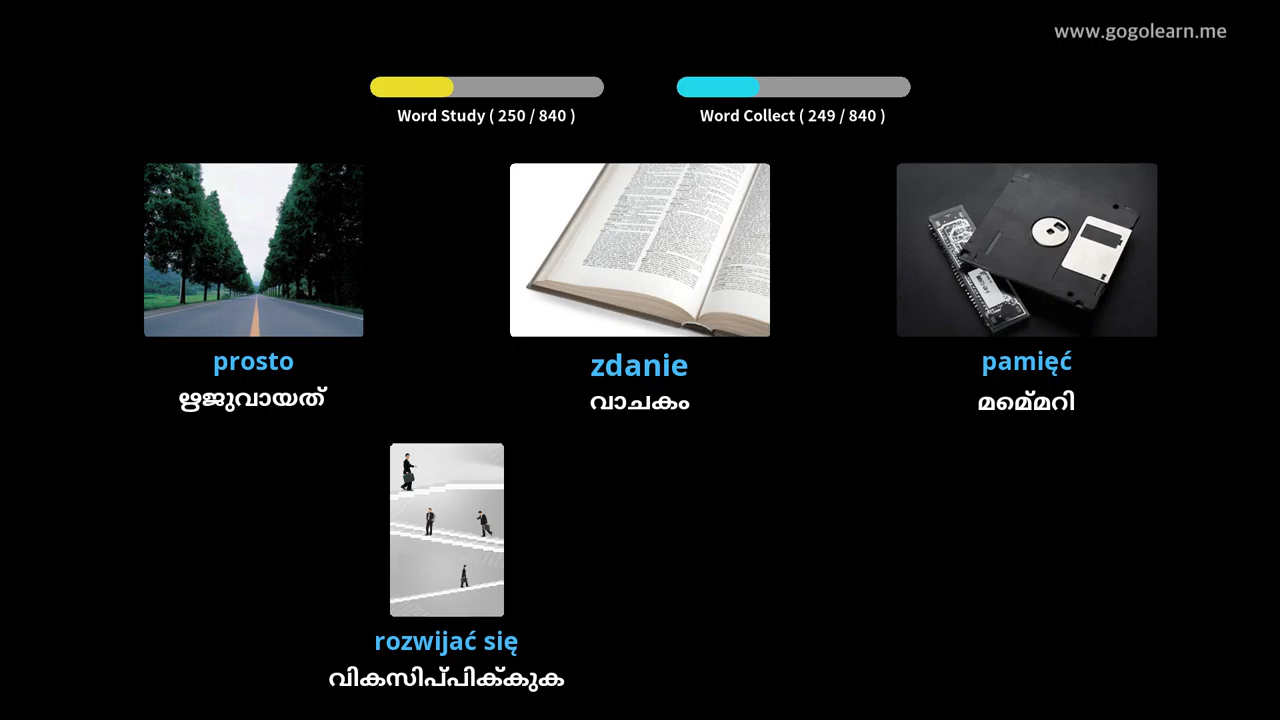 www.gogolearn.me
Word Study ( 250 / 840 )
Word Collect ( 249 / 840 )
prosto
ഋജുവായത്
zdanie
വാചകം
pamięć
മെമ്മറി
rozwijać się
വികസിപ്പിക്കുക